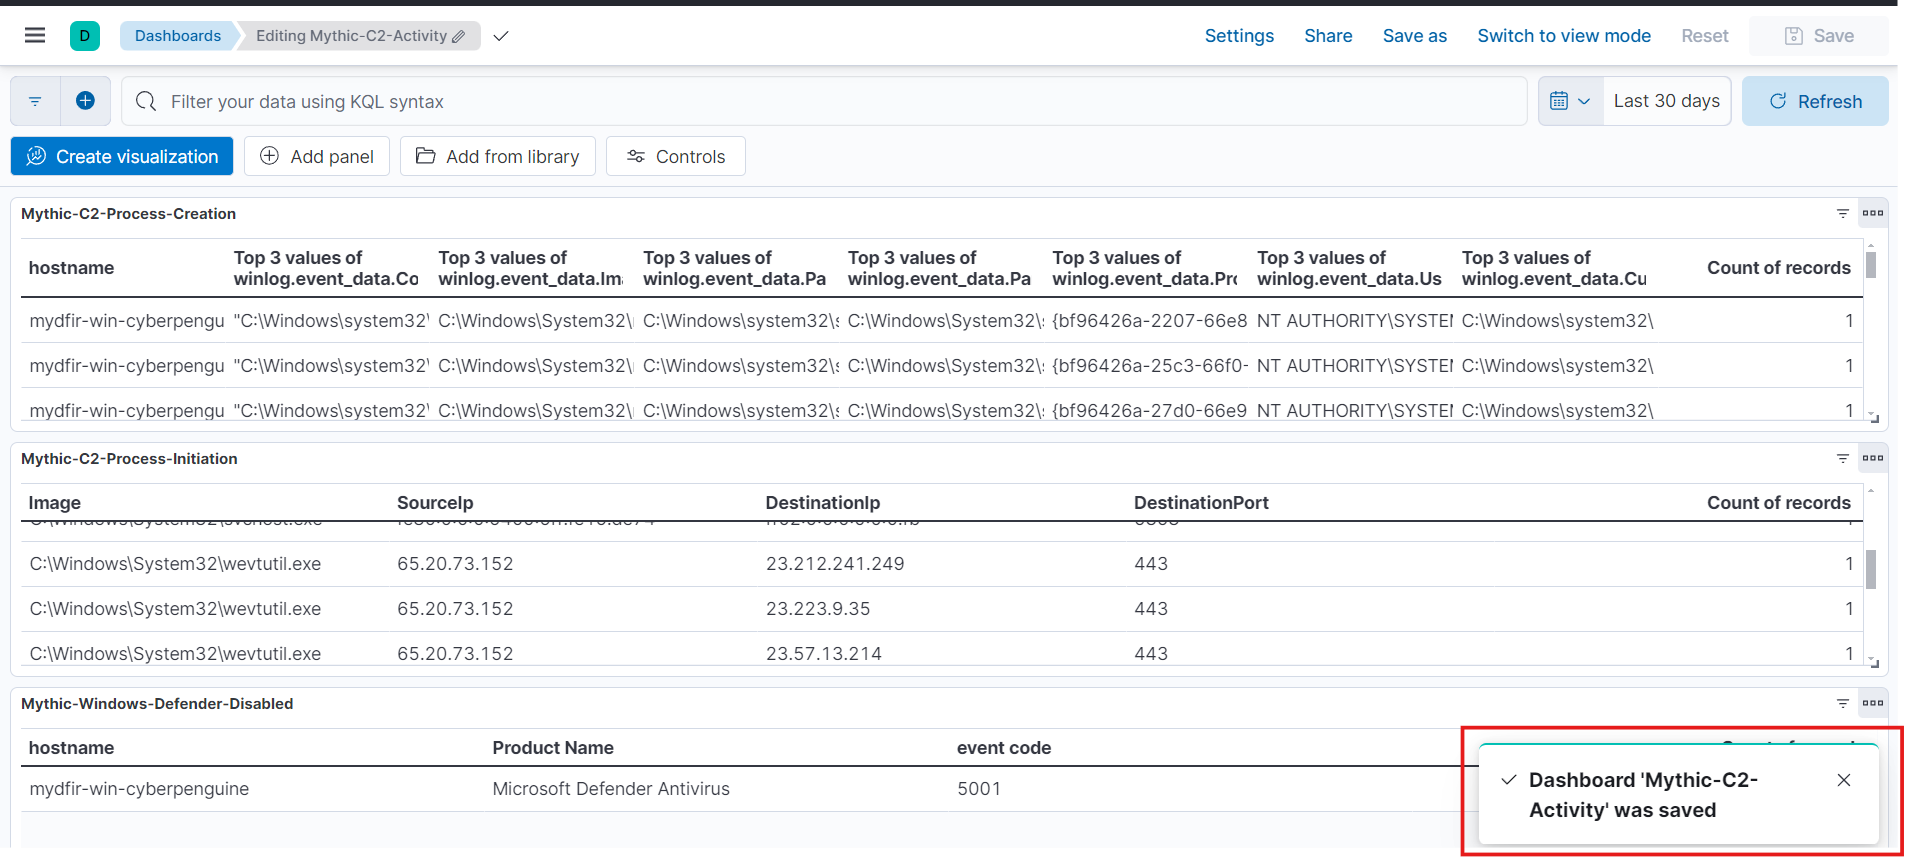 D Dashboards Editing Mythic-C2-Activity Settings Share Save as Switch to view mode Reset Save
Filter your data using KQL syntax Last 30 days Refresh
Create visualization Add panel Add from library Controls
Mythic-C2-Process-Creation
hostname Top 3 values of winlog.event_data.Co Top 3 values of winlog.event_data.Im Top 3 values of winlog.event_data.Pa Top 3 values of winlog.event_data.Pa Top 3 values of winlog.event_data.Pro Top 3 values of winlog.event_data.Us Top 3 values of winlog.event_data.Cu Count of records
mydfir-win-cyberpengu "C:\Windows\system32\ C:\Windows\System32\ C:\Windows\system32\s C:\Windows\System32\s {bf96426a-2207-66e8 NT AUTHORITY\SYSTEM C:\Windows\system32\ 1
mydfir-win-cyberpengu "C:\Windows\system32\ C:\Windows\System32\ C:\Windows\system32\s C:\Windows\System32\s {bf96426a-25c3-66f0- NT AUTHORITY\SYSTEM C:\Windows\system32\ 1
mydfir-win-cyberpengu "C:\Windows\system32\ C:\Windows\System32\ C:\Windows\system32\s C:\Windows\System32\s {bf96426a-27d0-66e9 NT AUTHORITY\SYSTEM C:\Windows\system32\ 1
Mythic-C2-Process-Initiation
Image SourceIp DestinationIp DestinationPort Count of records
C:\Windows\System32\wevtutil.exe 65.20.73.152 23.212.241.249 443 1
C:\Windows\System32\wevtutil.exe 65.20.73.152 23.223.9.35 443 1
C:\Windows\System32\wevtutil.exe 65.20.73.152 23.57.13.214 443 1
Mythic-Windows-Defender-Disabled
hostname Product Name event code
mydfir-win-cyberpenguine Microsoft Defender Antivirus 5001
Dashboard 'Mythic-C2-
Activity' was saved